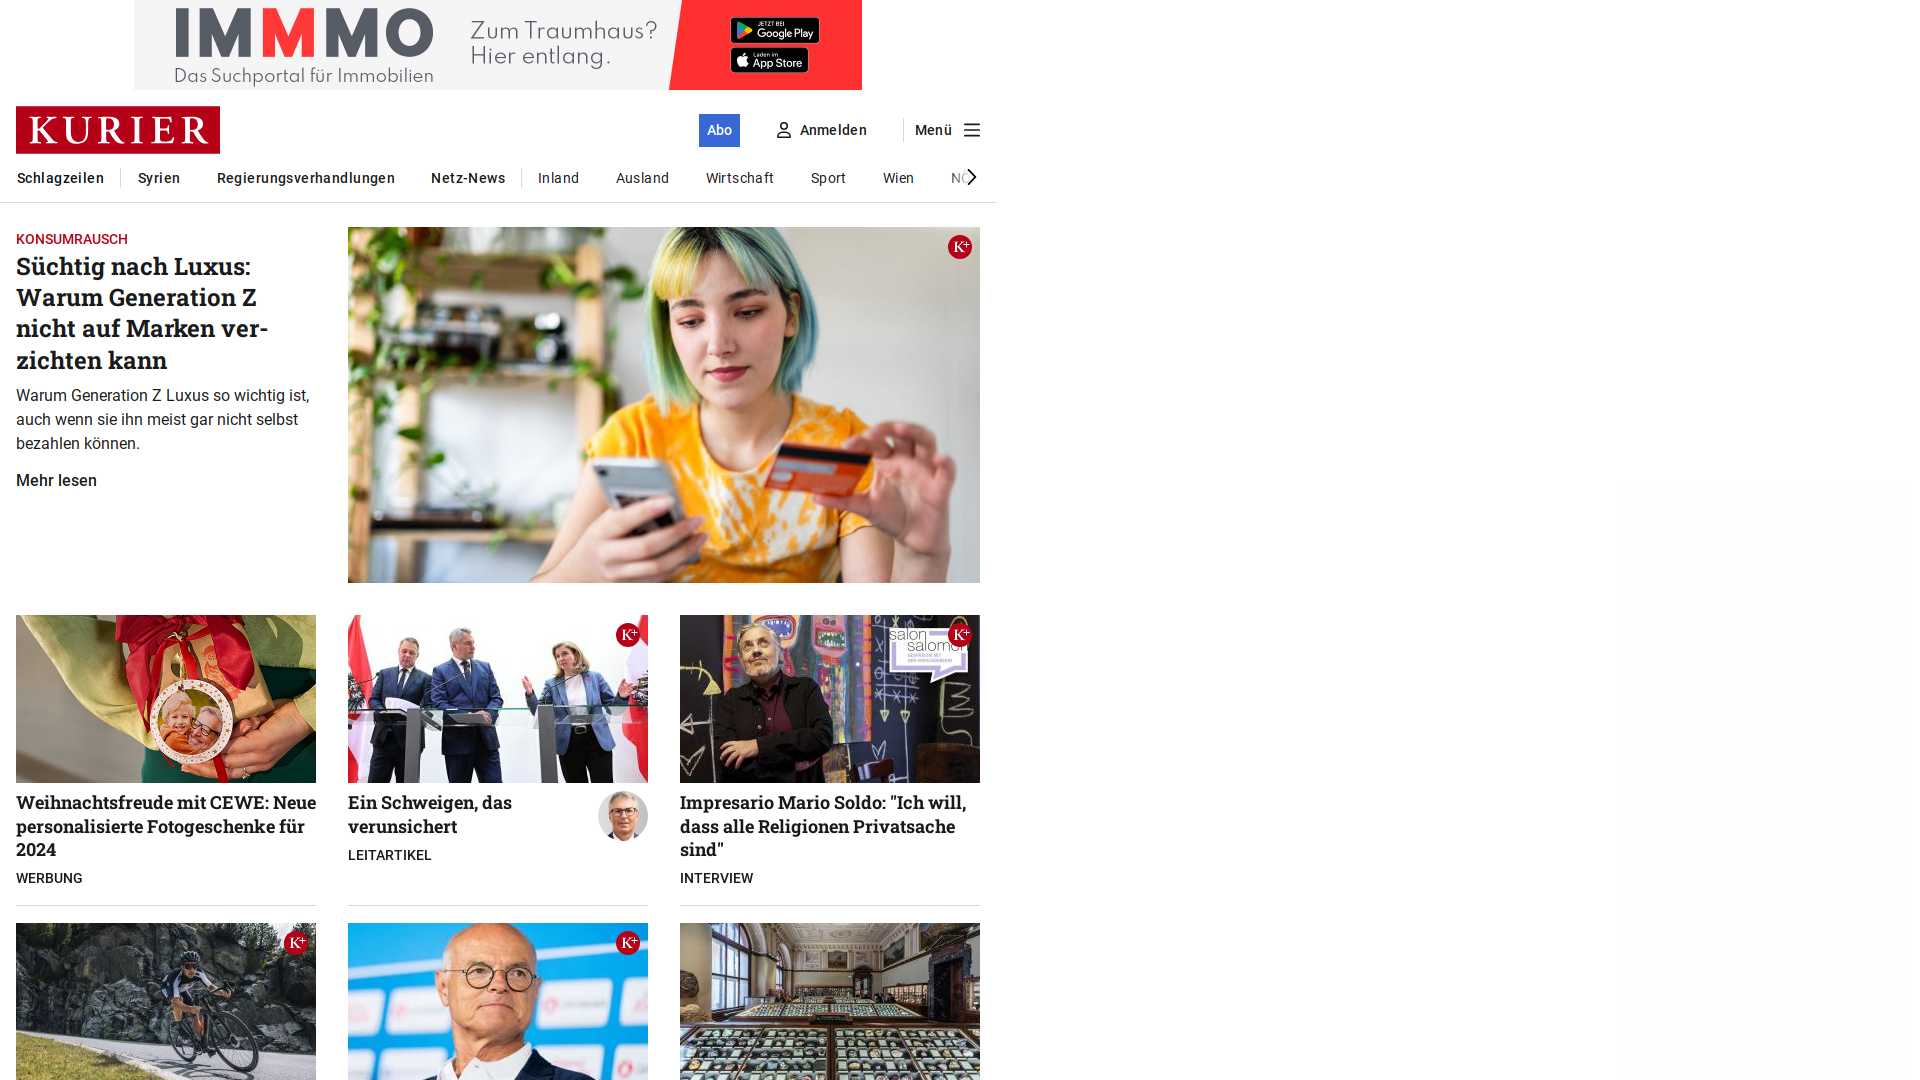 IMMMO
Das Suchportal für Immobilien
Zum Traumhaus?
Hier entlang.
JETZT BEI
Google Play
Laden im
App Store
KURIER
Abo
Anmelden
Menü
Schlagzeilen
Syrien
Regierungsverhandlungen
Netz-News
Inland
Ausland
Wirtschaft
Sport
Wien
NÖ
KONSUMRAUSCH
Süchtig nach Luxus:
Warum Generation Z
nicht auf Marken ver-
zichten kann
Warum Generation Z Luxus so wichtig ist,
auch wenn sie ihn meist gar nicht selbst
bezahlen können.
Mehr lesen
K+
K+
salon
salomon
K+
Weihnachtsfreude mit CEWE: Neue
personalisierte Fotogeschenke für
2024
WERBUNG
Ein Schweigen, das
verunsichert
LEITARTIKEL
Impresario Mario Soldo: "Ich will,
dass alle Religionen Privatsache
sind"
INTERVIEW
K+
K+